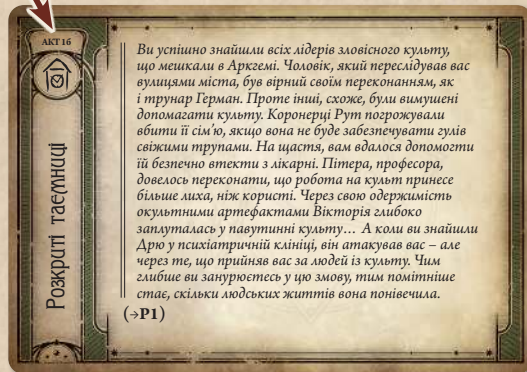 АКТ 1б
Розкриті таємниці
Ви успішно знайшли всіх лідерів зловісного культу,
що мешкали в Аркгемі. Чоловік, який переслідував вас
вулицями міста, був вірний своїм переконанням, як
і трунар Герман. Проте інші, схоже, були вимушені
допомагати культу. Коронерці Рут погрожували
вбити її сім’ю, якщо вона не буде забезпечувати гулів
свіжими трупами. На щастя, вам вдалося допомогти
їй безпечно втекти з лікарні. Пітера, професора,
довелось переконати, що робота на культ принесе
більше лиха, ніж користі. Через свою одержимість
окультними артефактами Вікторія глибоко
заплуталась у павутинні культу… А коли ви знайшли
Дрю у психіатричній клініці, він атакував вас – але
через те, що прийняв вас за людей із культу. Чим
глибше ви занурюєтесь у цю змову, тим помітніше
стає, скільки людських життів вона понівечила.
(→Р1)